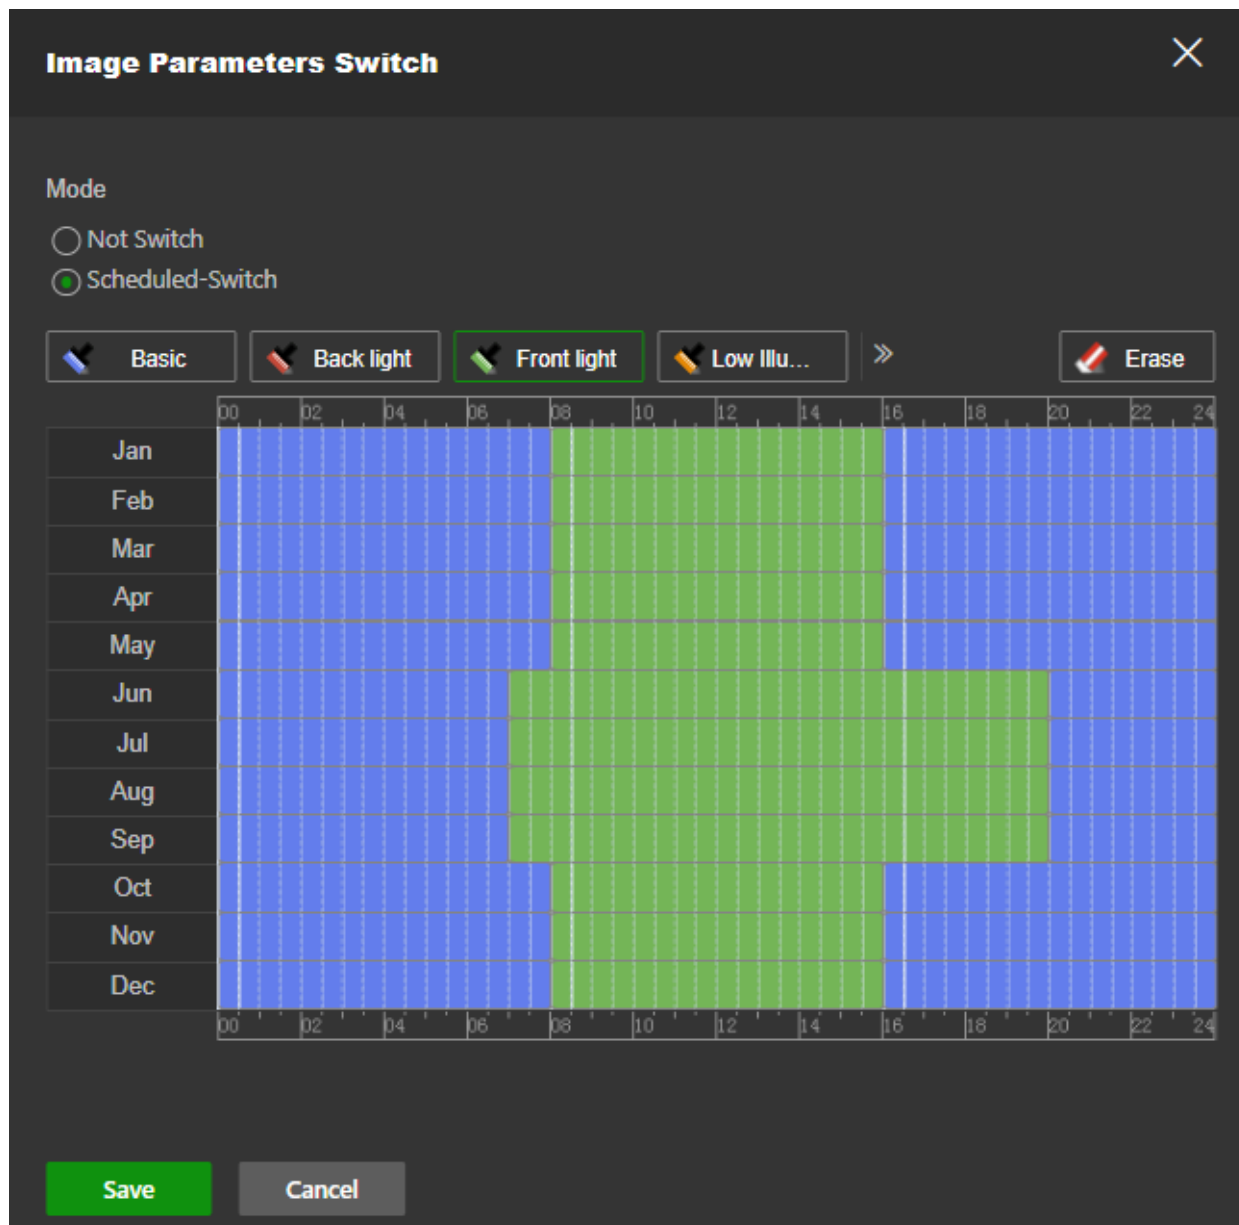 Image Parameters Switch
Mode
Not Switch
Scheduled-Switch
Basic Back light Front light Low Illu... Erase
00 02 04 06 08 10 12 14 16 18 20 22 24
Jan
Feb
Mar
Apr
May
Jun
Jul
Aug
Sep
Oct
Nov
Dec
00 02 04 06 08 10 12 14 16 18 20 22 24
Save Cancel